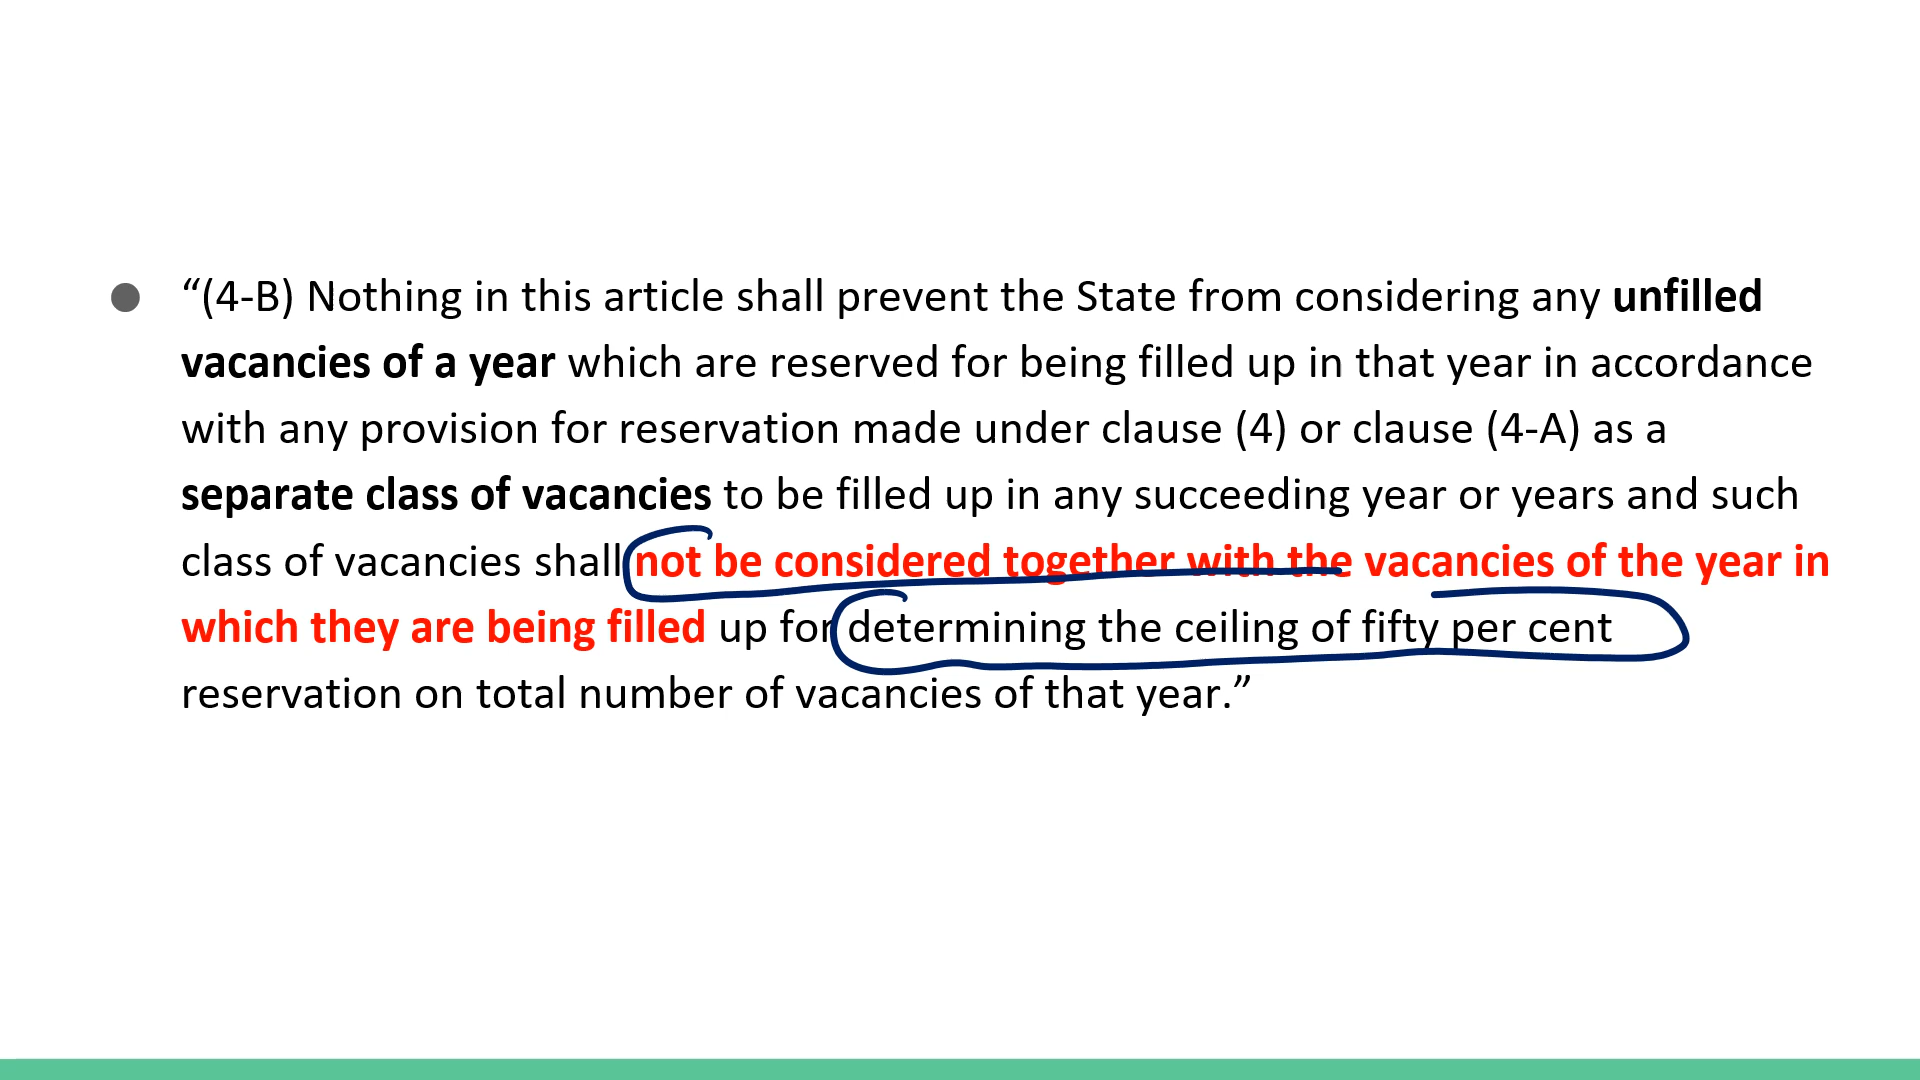 “(4-B) Nothing in this article shall prevent the State from considering any unfilled
vacancies of a year which are reserved for being filled up in that year in accordance
with any provision for reservation made under clause (4) or clause (4-A) as a
separate class of vacancies to be filled up in any succeeding year or years and such
class of vacancies shall not be considered together with the vacancies of the year in
which they are being filled up for determining the ceiling of fifty per cent
reservation on total number of vacancies of that year.”